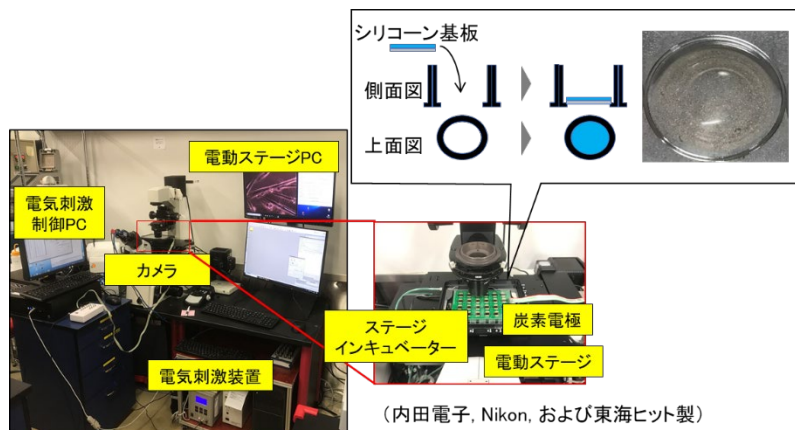 シリコーン基板
側面図
上面図
電動ステージPC
電気刺激
制御PC
カメラ
ステージ
インキュベーター
炭素電極
電動ステージ
電気刺激装置
（内田電子, Nikon, および東海ヒット製）